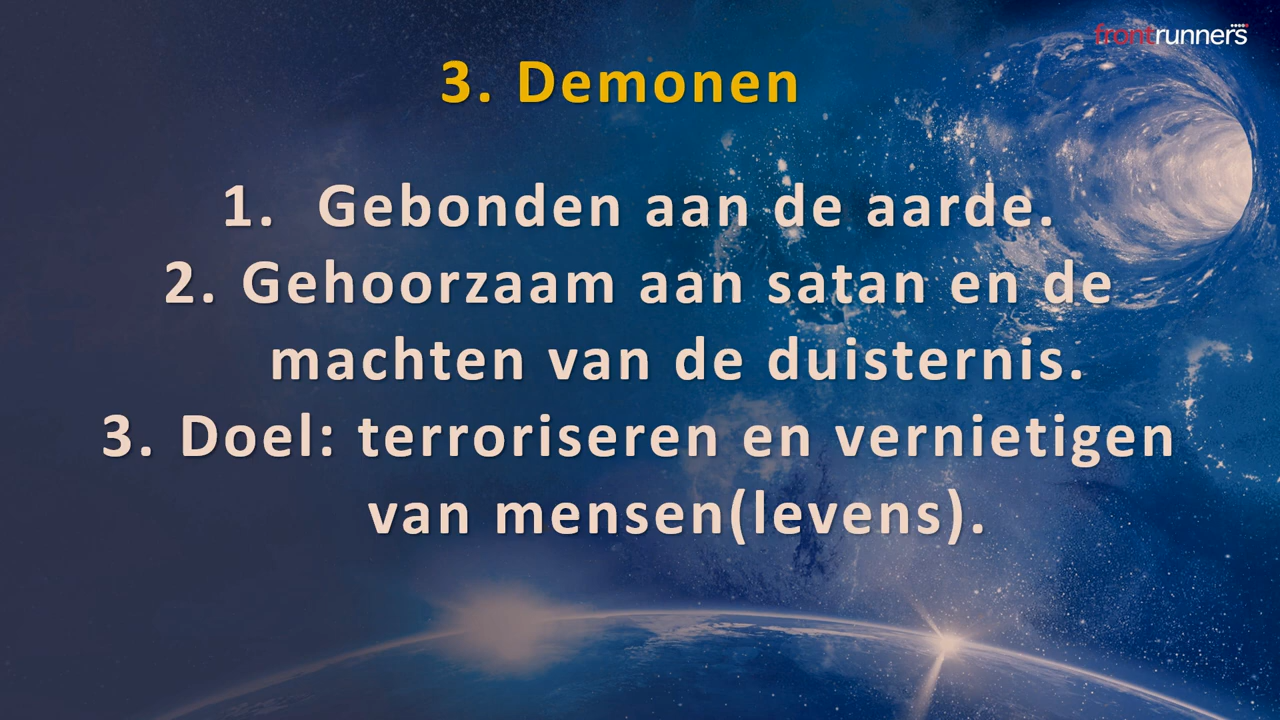 frontrunners
3. Demonen
1. Gebonden aan de aarde.
2. Gehoorzaam aan satan en de
machten van de duisternis.
3. Doel: terroriseren en vernietigen
van mensen(levens).